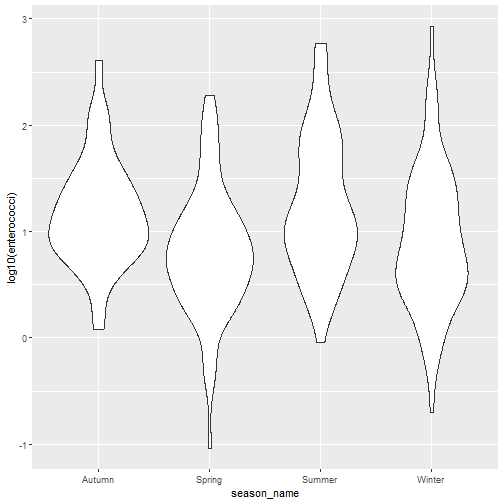 3
2
1
0
-1
log10(enterococci)
Autumn Spring Summer Winter
season_name